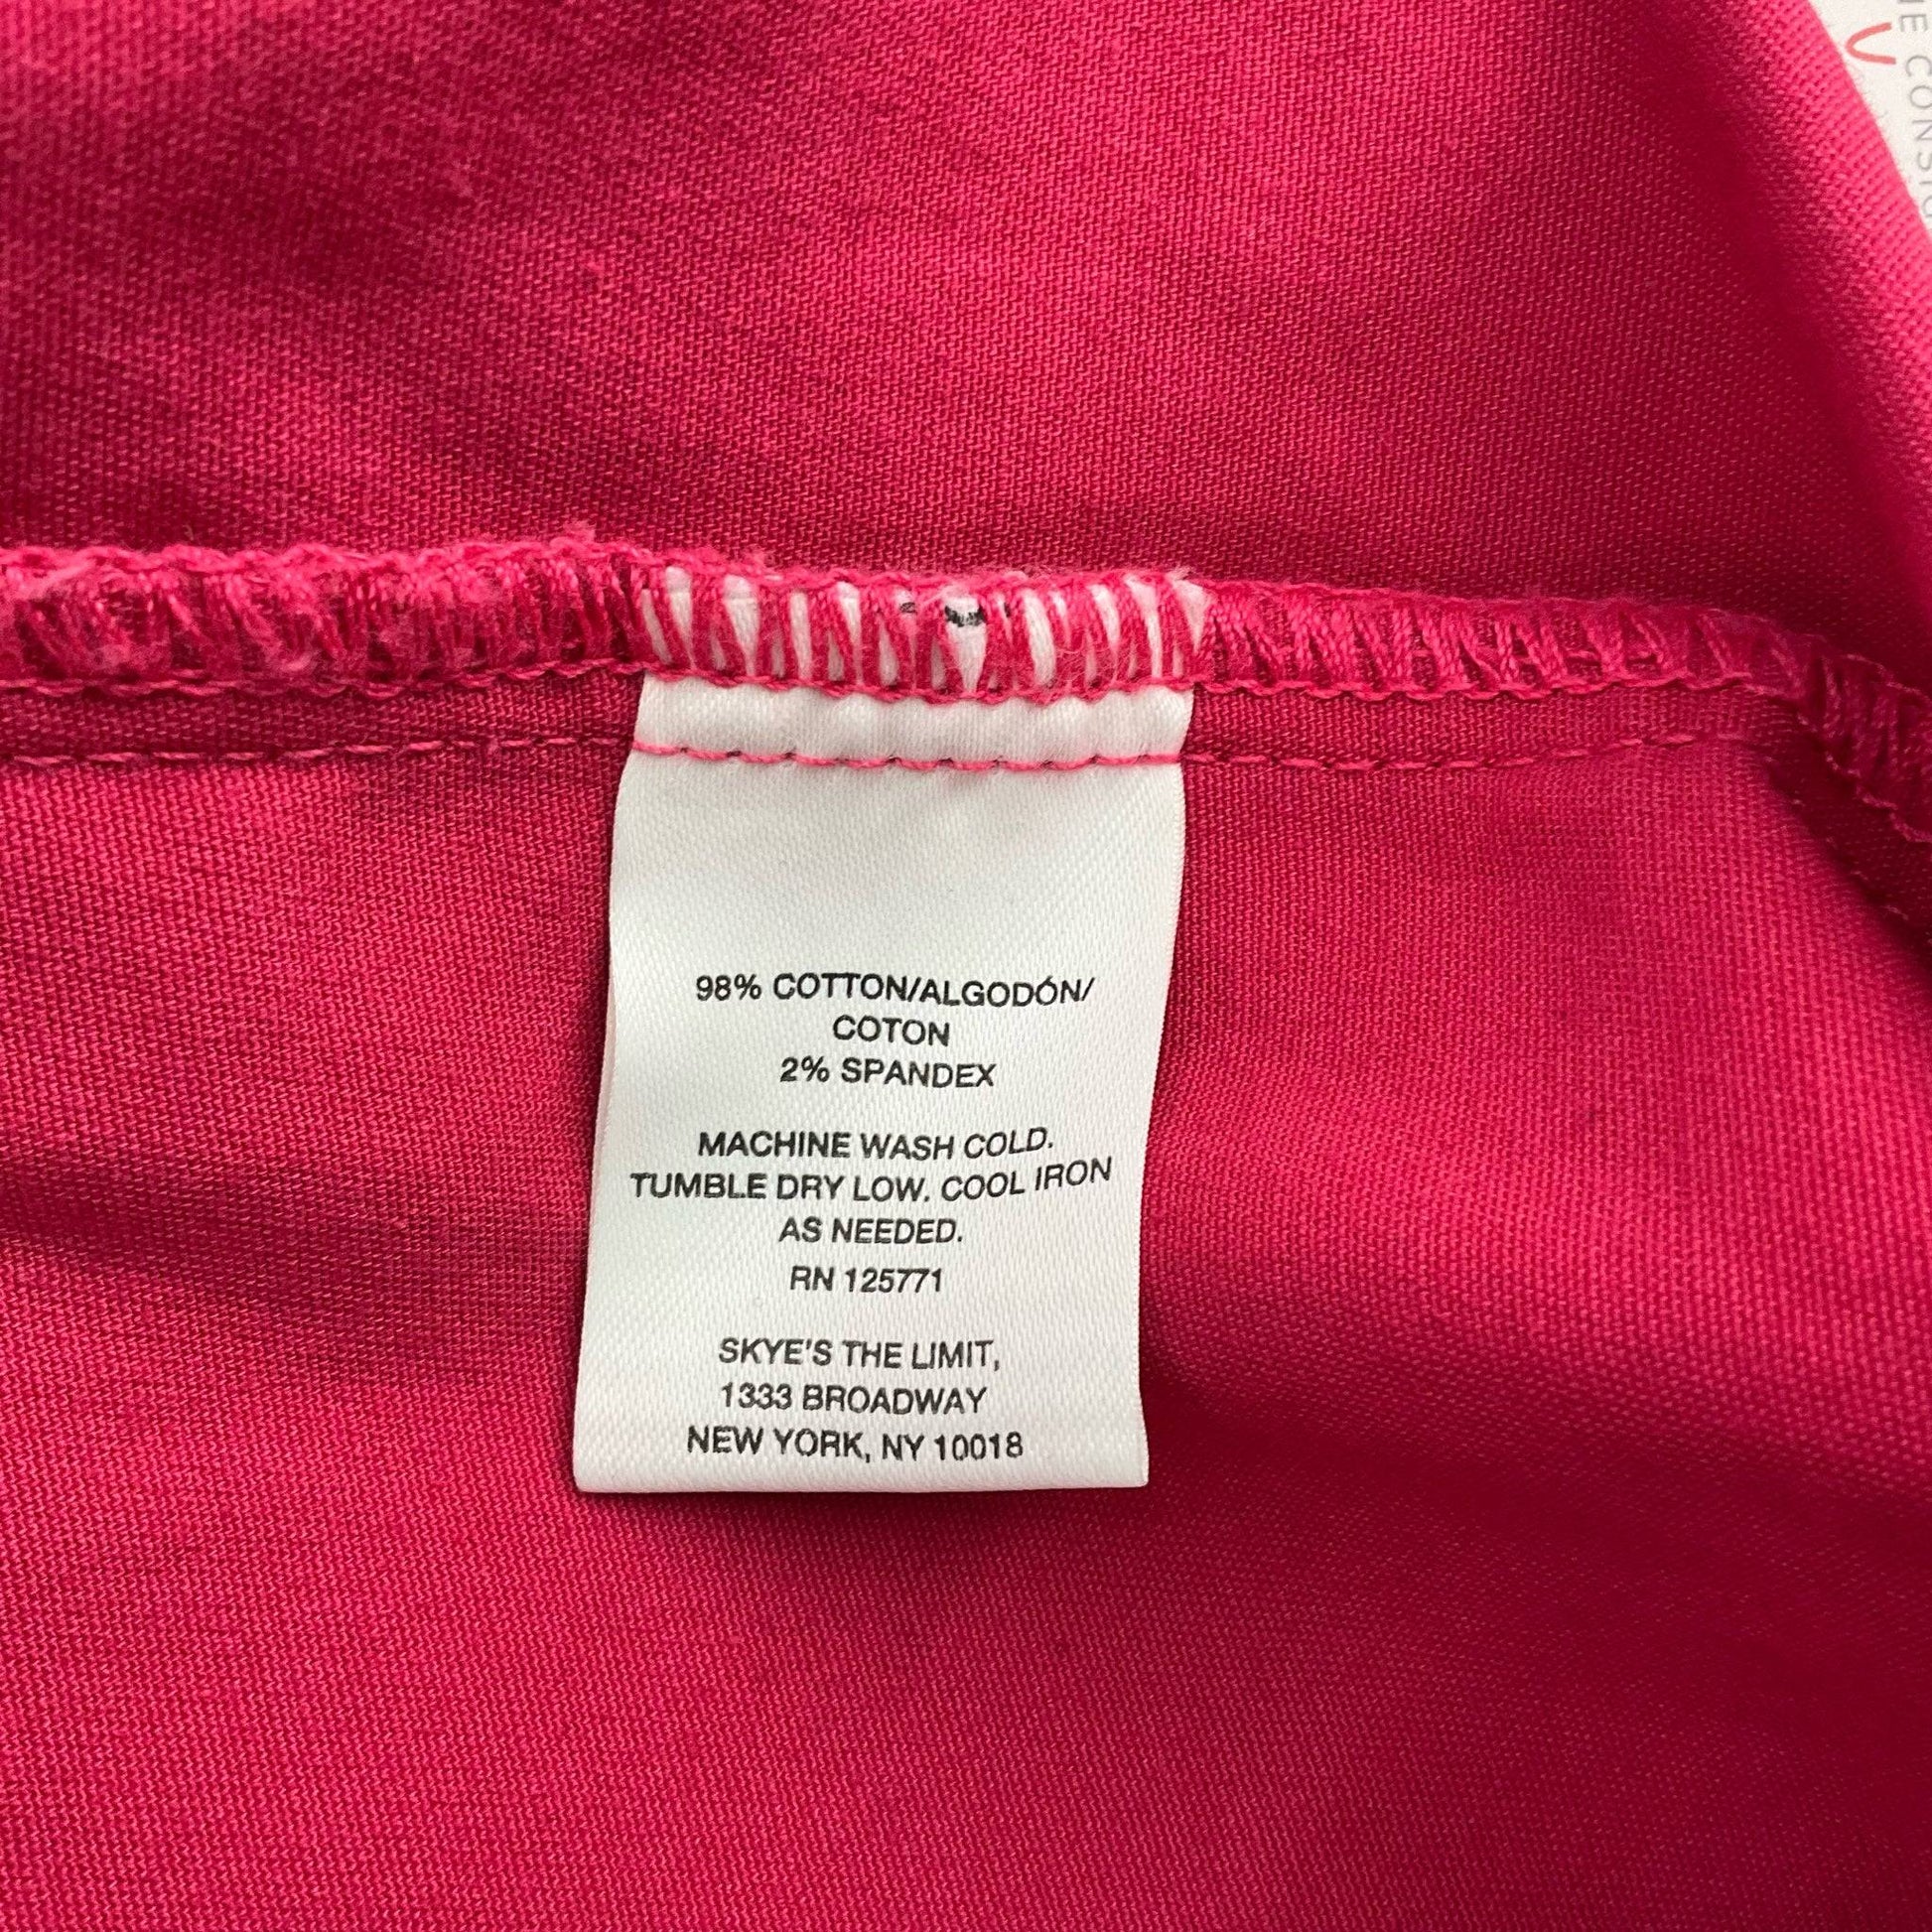 98% COTTON/ALGODÓN/
COTON
2% SPANDEX
MACHINE WASH COLD.
TUMBLE DRY LOW. COOL IRON
AS NEEDED.
RN 125771
SKYE'S THE LIMIT,
1333 BROADWAY
NEW YORK, NY 10018